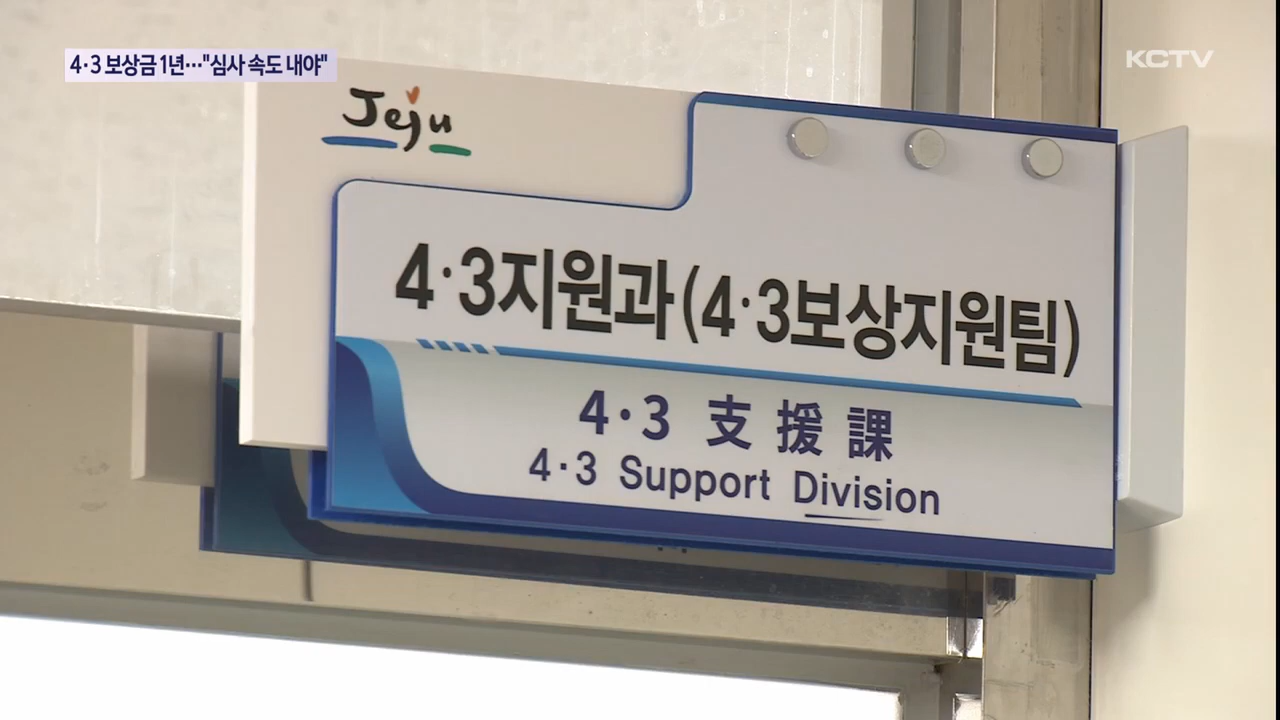 4·3 보상금 1년…"심사 속도 내야"
KCTV
Jeju
4·3지원과(4·3보상지원팀)
4·3 支援課
4·3 Support Division